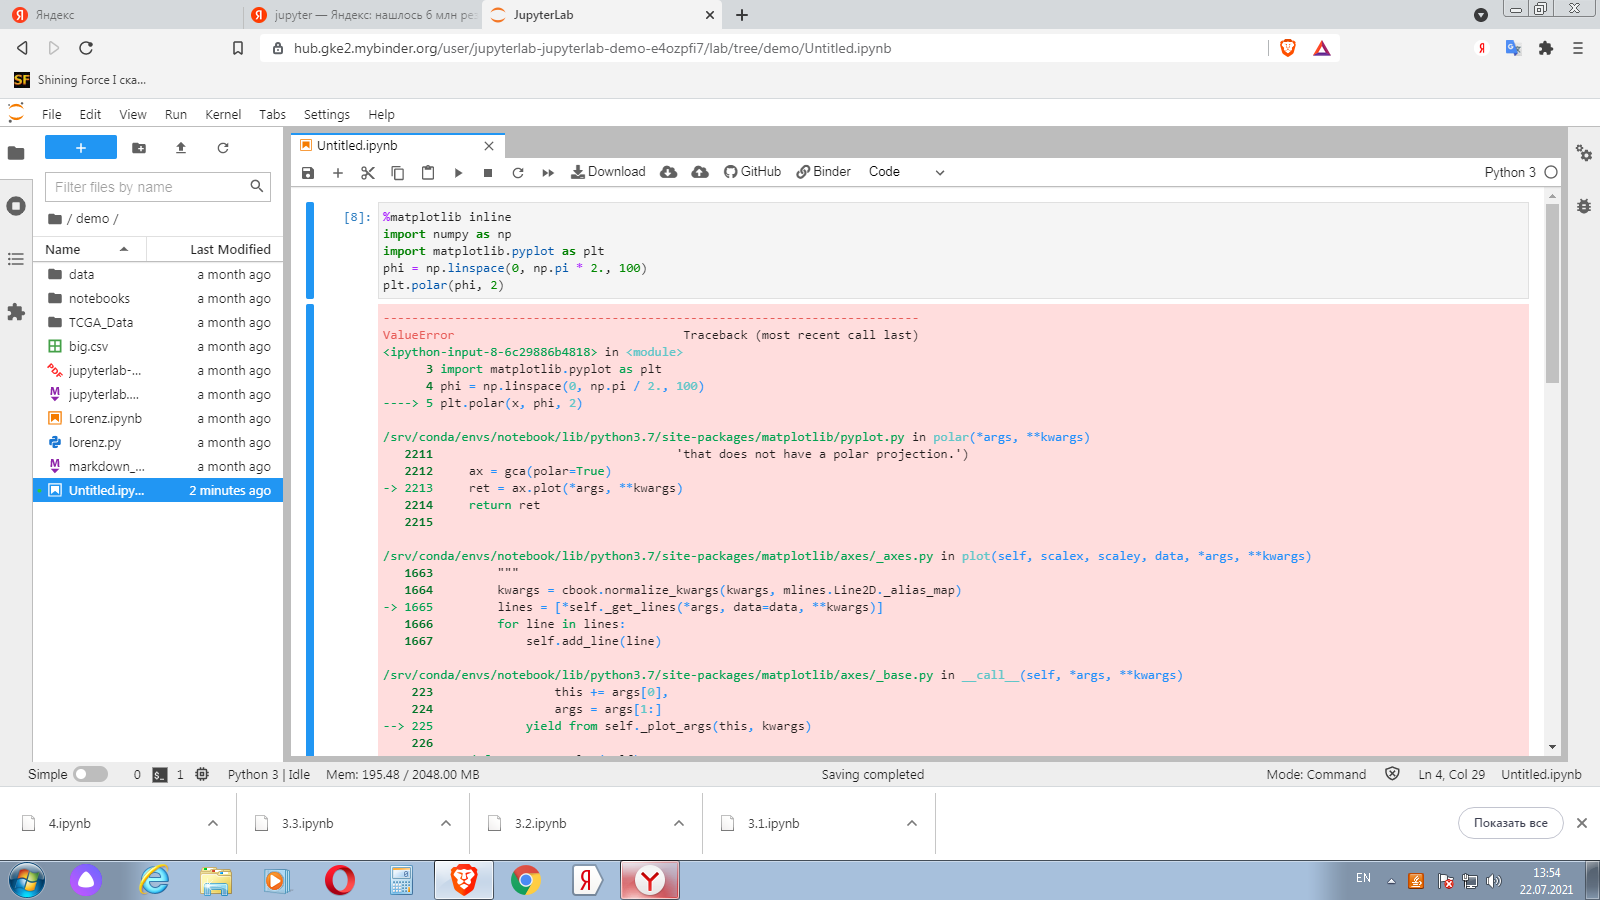 Яндекс
jupyter — Яндекс: нашлось 6 млн ре
JupyterLab
hub.gke2.mybinder.org/user/jupyterlab-jupyterlab-demo-e4ozpfi7/lab/tree/demo/Untitled.ipynb
SF Shining Force I ска...
File Edit View Run Kernel Tabs Settings Help
Untitled.ipynb
Filter files by name
Download GitHub Binder Code Python 3
/ demo /
Name Last Modified
data a month ago
notebooks a month ago
TCGA_Data a month ago
big.csv a month ago
jupyterlab-... a month ago
jupyterlab.... a month ago
Lorenz.ipynb a month ago
lorenz.py a month ago
markdown_... a month ago
Untitled.ipy... 2 minutes ago
[8]: %matplotlib inline
import numpy as np
import matplotlib.pyplot as plt
phi = np.linspace(0, np.pi * 2., 100)
plt.polar(phi, 2)
---------------------------------------------------------------------------
ValueError Traceback (most recent call last)
<ipython-input-8-6c29886b4818> in <module>
3 import matplotlib.pyplot as plt
4 phi = np.linspace(0, np.pi / 2., 100)
----> 5 plt.polar(x, phi, 2)
/srv/conda/envs/notebook/lib/python3.7/site-packages/matplotlib/pyplot.py in polar(*args, **kwargs)
2211 'that does not have a polar projection.')
2212 ax = gca(polar=True)
-> 2213 ret = ax.plot(*args, **kwargs)
2214 return ret
2215
/srv/conda/envs/notebook/lib/python3.7/site-packages/matplotlib/axes/_axes.py in plot(self, scalex, scaley, data, *args, **kwargs)
1663 """
1664 kwargs = cbook.normalize_kwargs(kwargs, mlines.Line2D._alias_map)
-> 1665 lines = [*self._get_lines(*args, data=data, **kwargs)]
1666 for line in lines:
1667 self.add_line(line)
/srv/conda/envs/notebook/lib/python3.7/site-packages/matplotlib/axes/_base.py in __call__(self, *args, **kwargs)
223 this += args[0],
224 args = args[1:]
--> 225 yield from self._plot_args(this, kwargs)
226
Simple 0 1 Python 3 | Idle Mem: 195.48 / 2048.00 MB Saving completed Mode: Command Ln 4, Col 29 Untitled.ipynb
4.ipynb 3.3.ipynb 3.2.ipynb 3.1.ipynb Показать все
EN 13:54
22.07.2021